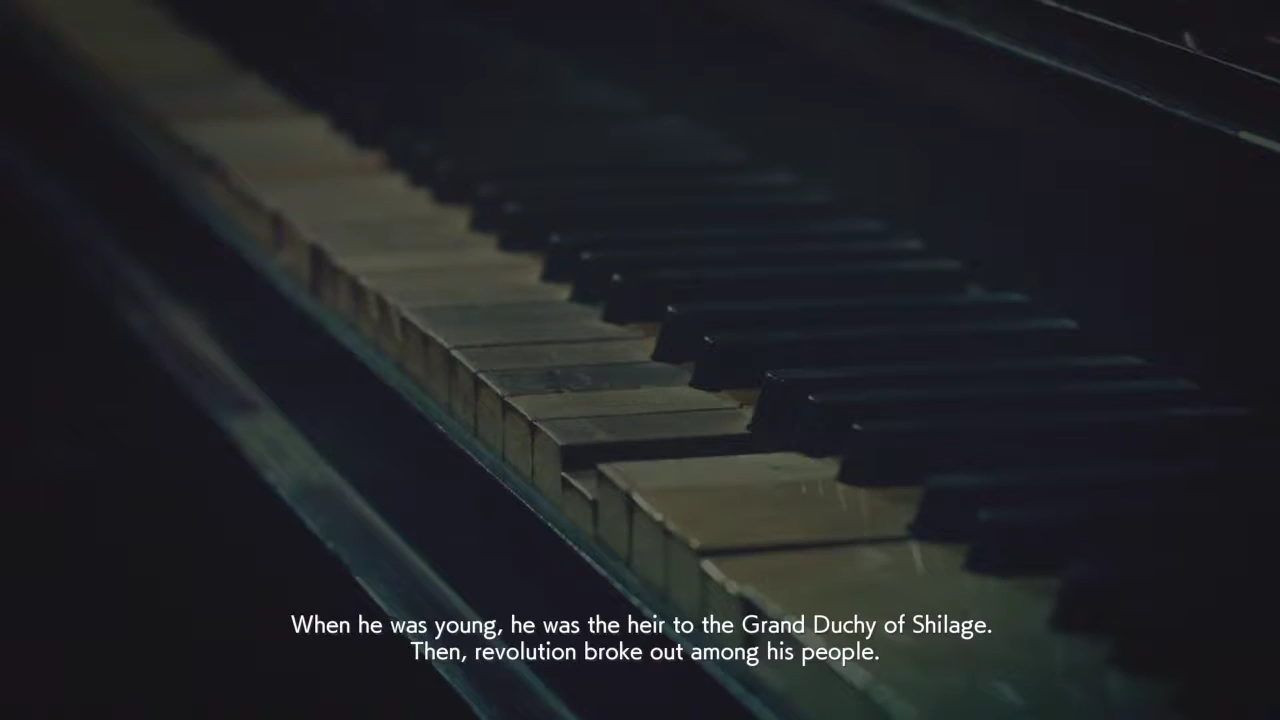 When he was young, he was the heir to the Grand Duchy of Shilage.
Then, revolution broke out among his people.